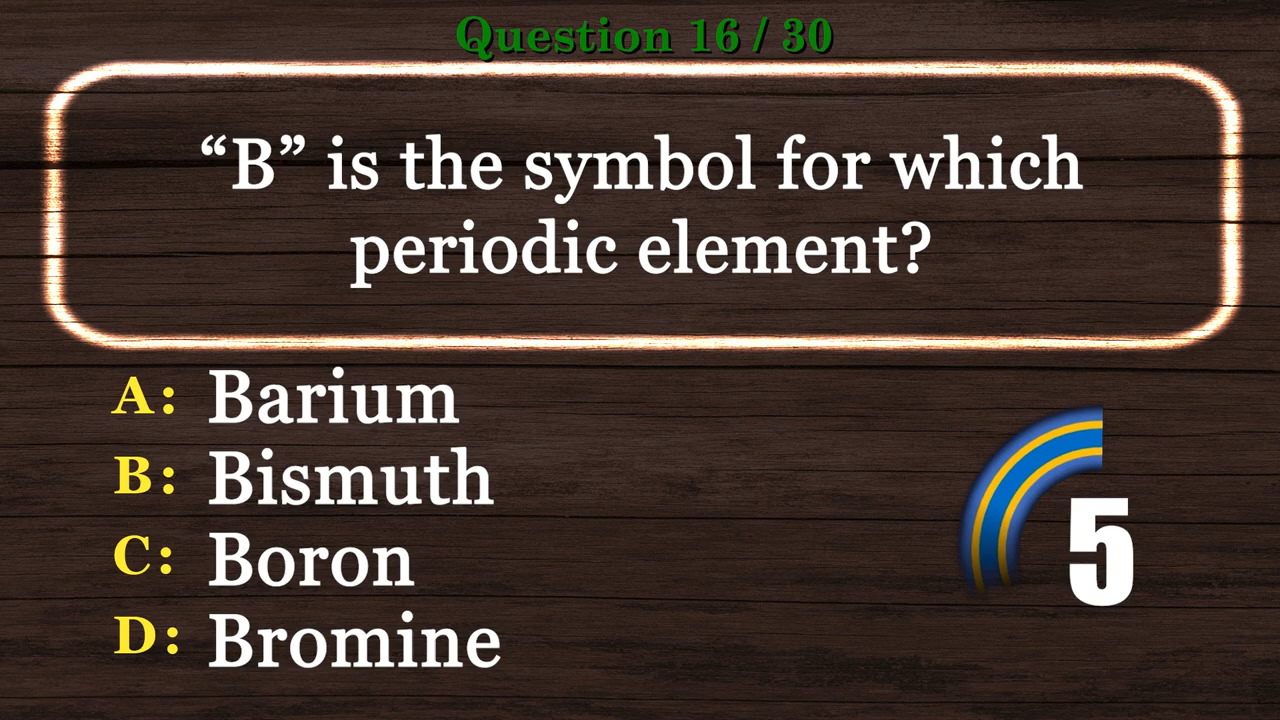 Question 16 / 30
“B” is the symbol for which
periodic element?
A: Barium
B: Bismuth
C: Boron
D: Bromine
5